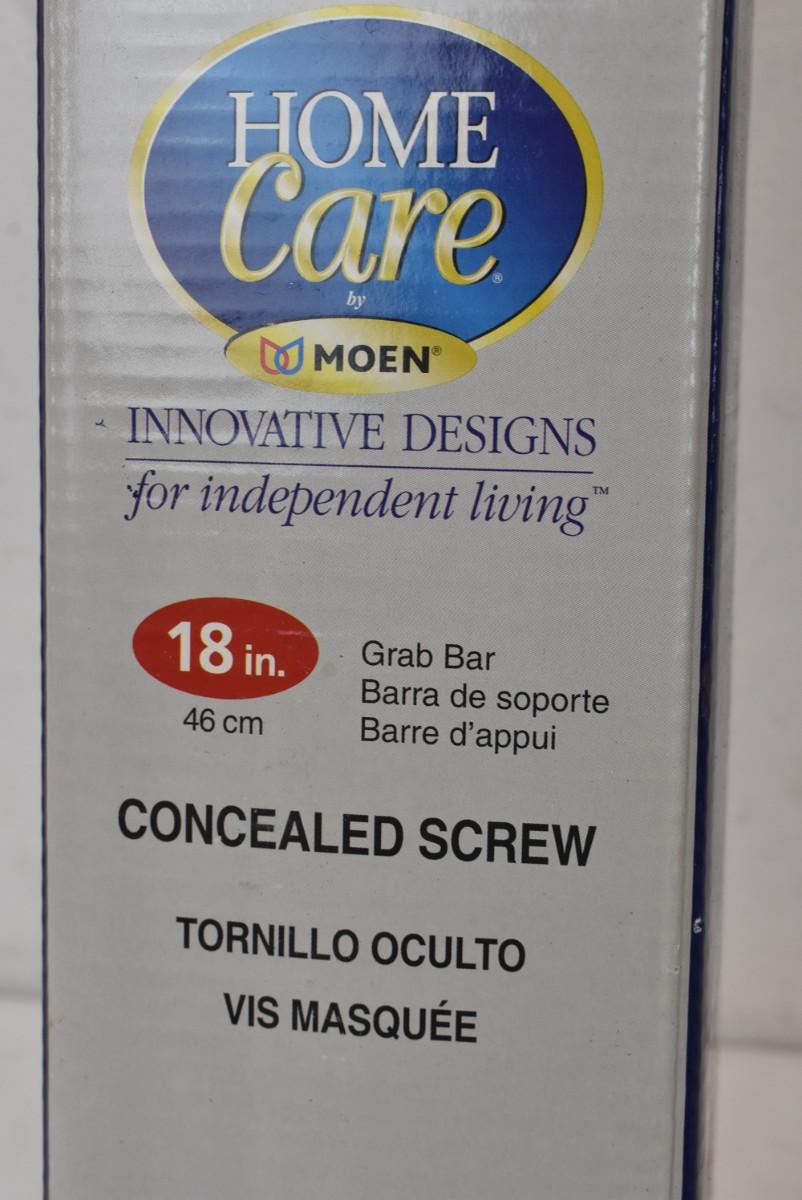 HOME
Care®
by
MOEN®
INNOVATIVE DESIGNS
for independent living™
18 in.
46 cm
Grab Bar
Barra de soporte
Barre d'appui
CONCEALED SCREW
TORNILLO OCULTO
VIS MASQUÉE